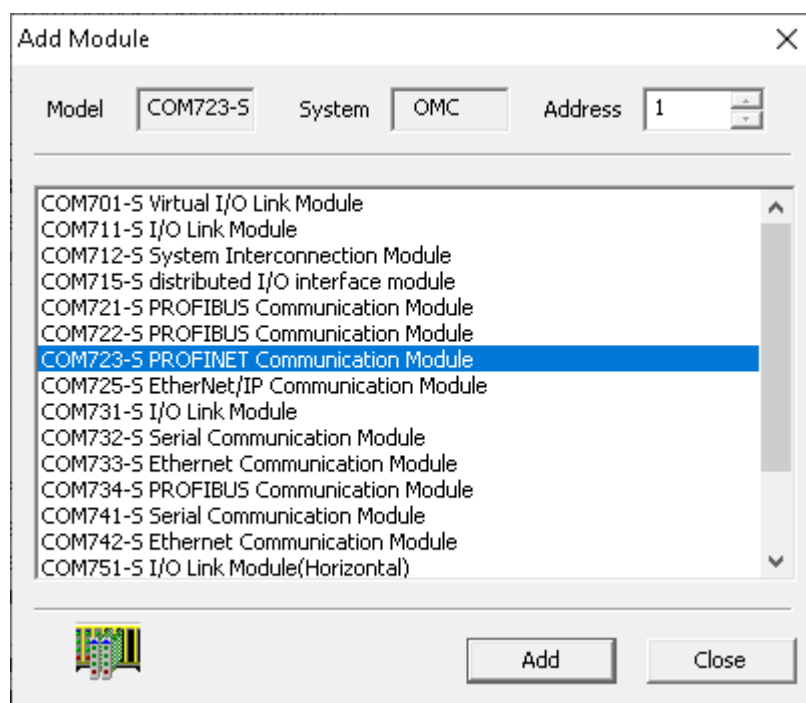 Add Module
Model COM723-S System OMC Address 1
COM701-S Virtual I/O Link Module
COM711-S I/O Link Module
COM712-S System Interconnection Module
COM715-S distributed I/O interface module
COM721-S PROFIBUS Communication Module
COM722-S PROFIBUS Communication Module
COM723-S PROFINET Communication Module
COM725-S EtherNet/IP Communication Module
COM731-S I/O Link Module
COM732-S Serial Communication Module
COM733-S Ethernet Communication Module
COM734-S PROFIBUS Communication Module
COM741-S Serial Communication Module
COM742-S Ethernet Communication Module
COM751-S I/O Link Module(Horizontal)
Add Close